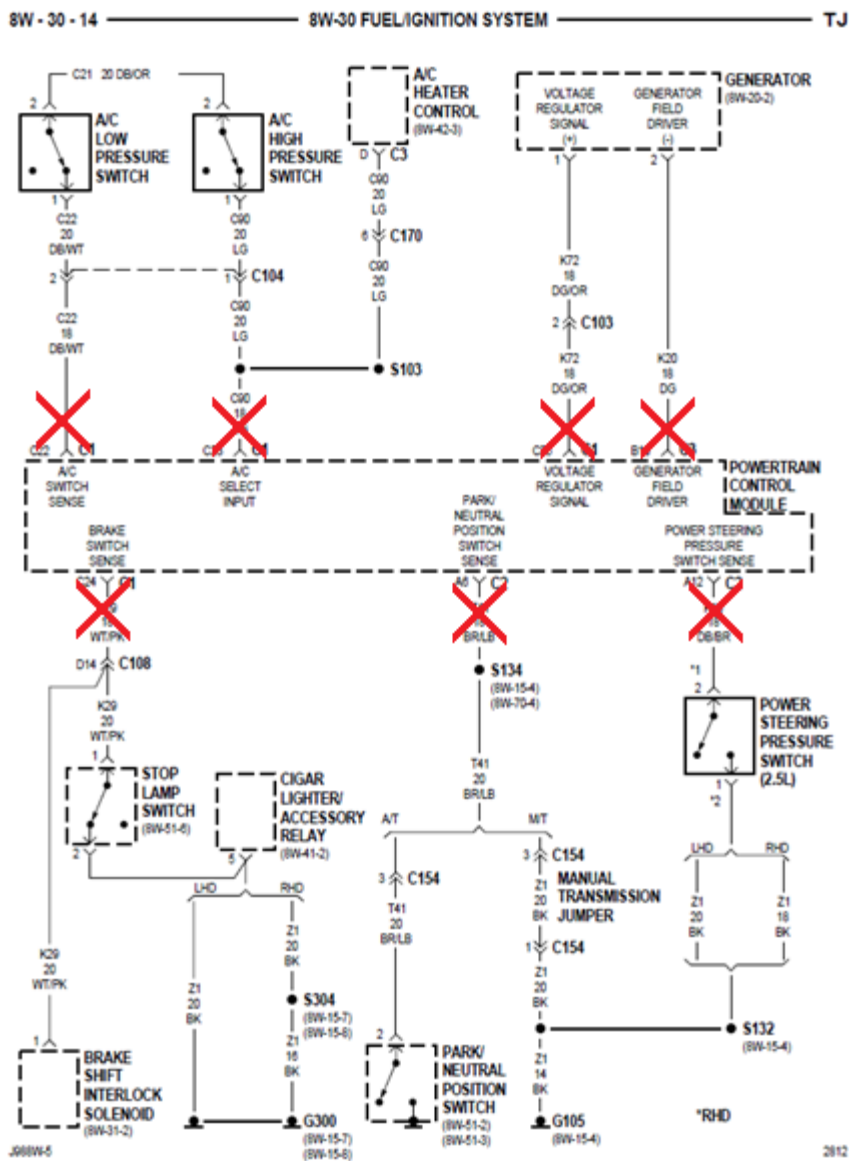 8W - 30 - 14
8W-30 FUEL/IGNITION SYSTEM
TJ
C21 20 DB/OR
2
A/C
LOW
PRESSURE
SWITCH
1
C22
20
DB/WT
2
C22
18
DB/WT
2
A/C
HIGH
PRESSURE
SWITCH
1
C90
20
LG
1
C104
C90
20
LG
C90
18
A/C
HEATER
CONTROL
(8W-42-3)
D
C3
C90
20
LG
6
C170
C90
20
LG
S103
VOLTAGE
REGULATOR
SIGNAL
(+)
GENERATOR
FIELD
DRIVER
(-)
GENERATOR
(8W-20-2)
1
2
K72
18
DG/OR
2
C103
K72
18
DG/OR
K20
18
DG
C22
C1
A/C
SWITCH
SENSE
A/C
SELECT
INPUT
VOLTAGE
REGULATOR
SIGNAL
GENERATOR
FIELD
DRIVER
POWERTRAIN
CONTROL
MODULE
BRAKE
SWITCH
SENSE
PARK/
NEUTRAL
POSITION
SWITCH
SENSE
POWER STEERING
PRESSURE
SWITCH SENSE
C24
C1
WT/PK
D14
C108
K29
20
WT/PK
1
STOP
LAMP
SWITCH
(8W-51-6)
2
K29
20
WT/PK
1
BRAKE
SHIFT
INTERLOCK
SOLENOID
(8W-31-2)
CIGAR
LIGHTER/
ACCESSORY
RELAY
(8W-41-2)
5
LHD
RHD
Z1
20
BK
Z1
20
BK
S304
(8W-15-7)
(8W-15-8)
Z1
16
BK
G300
(8W-15-7)
(8W-15-8)
A6
C2
BR/LB
S134
(8W-15-4)
(8W-70-4)
T41
20
BR/LB
A/T
M/T
3
C154
T41
20
BR/LB
2
PARK/
NEUTRAL
POSITION
SWITCH
(8W-51-2)
(8W-51-3)
3
C154
Z1
20
BK
MANUAL
TRANSMISSION
JUMPER
1
C154
Z1
20
BK
Z1
14
BK
G105
(8W-15-4)
A12
18
DB/BR
*1
2
POWER
STEERING
PRESSURE
SWITCH
(2.5L)
1
*2
LHD
RHD
Z1
20
BK
Z1
18
BK
S132
(8W-15-4)
*RHD
J988W-5
2812